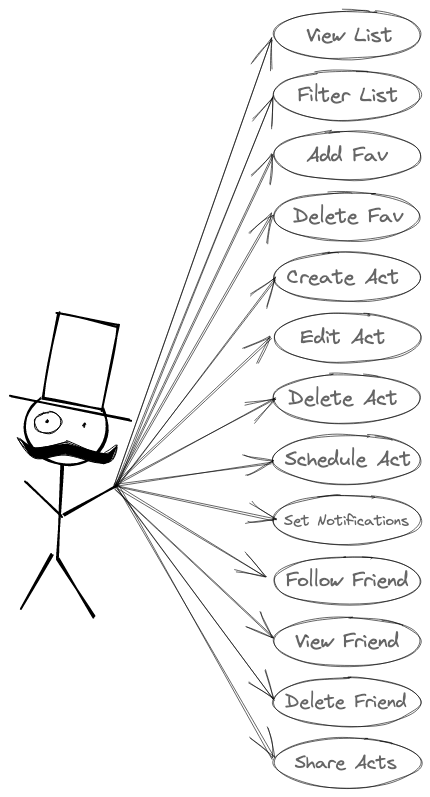 View List
Filter List
Add Fav
Delete Fav
Create Act
Edit Act
Delete Act
Schedule Act
Set Notifications
Follow Friend
View Friend
Delete Friend
Share Acts